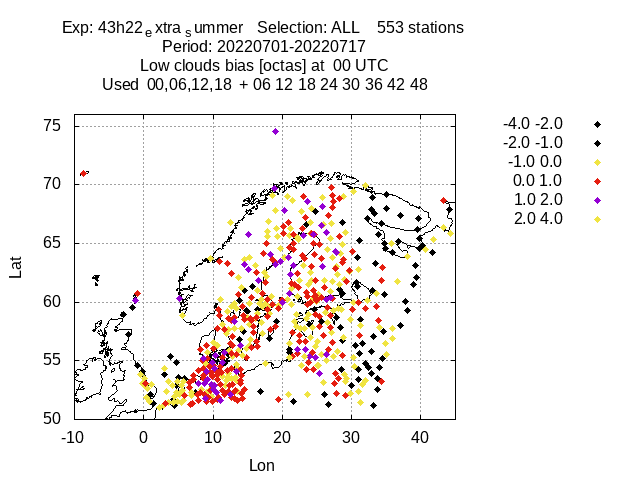 Exp: 43h22extrasummer Selection: ALL 553 stations
Period: 20220701-20220717
Low clouds bias [octas] at 00 UTC
Used 00,06,12,18 + 06 12 18 24 30 36 42 48
-4.0 -2.0
-2.0 -1.0
-1.0 0.0
0.0 1.0
1.0 2.0
2.0 4.0
75
70
65
60
55
50
Lat
-10 0 10 20 30 40
Lon